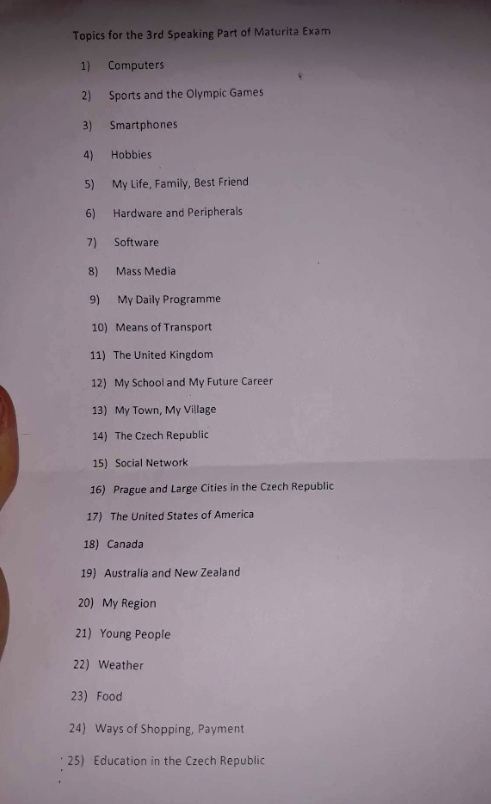 Topics for the 3rd Speaking Part of Maturita Exam
1) Computers
2) Sports and the Olympic Games
3) Smartphones
4) Hobbies
5) My Life, Family, Best Friend
6) Hardware and Peripherals
7) Software
8) Mass Media
9) My Daily Programme
10) Means of Transport
11) The United Kingdom
12) My School and My Future Career
13) My Town, My Village
14) The Czech Republic
15) Social Network
16) Prague and Large Cities in the Czech Republic
17) The United States of America
18) Canada
19) Australia and New Zealand
20) My Region
21) Young People
22) Weather
23) Food
24) Ways of Shopping, Payment
25) Education in the Czech Republic